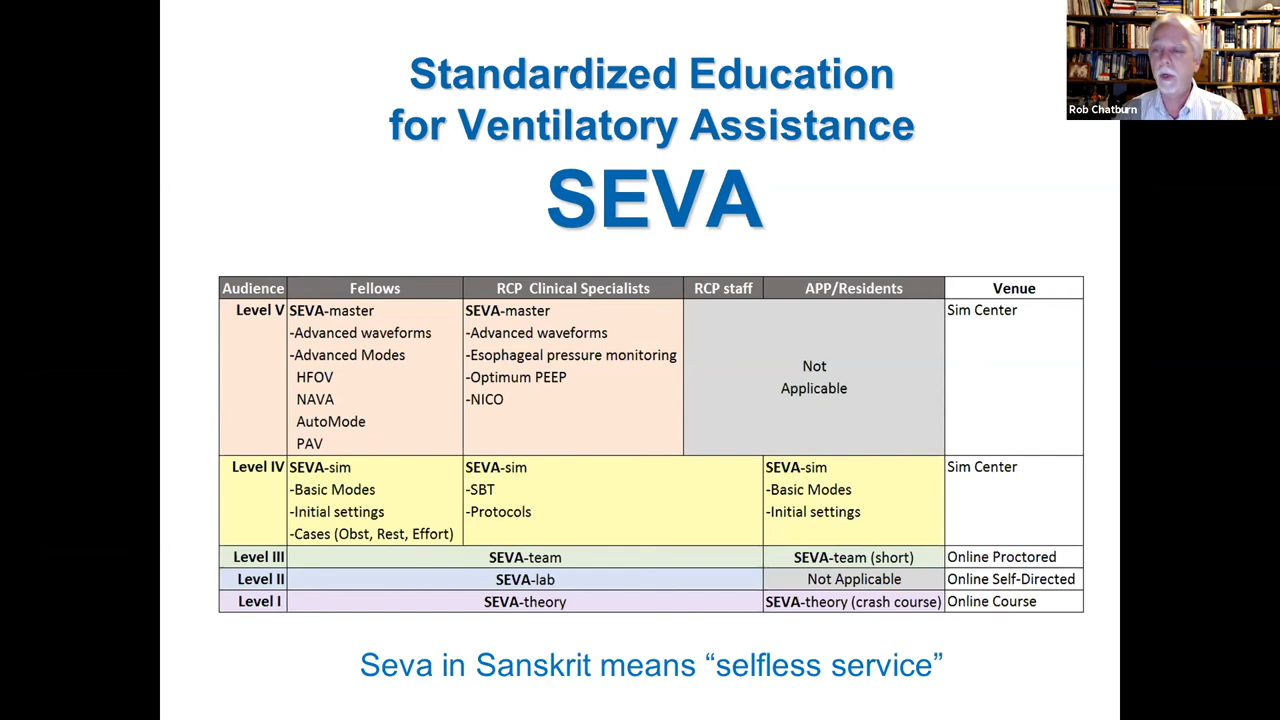 Standardized Education
for Ventilatory Assistance
SEVA
Rob Chatburn
Audience Fellows RCP Clinical Specialists RCP staff APP/Residents Venue
Level V SEVA-master SEVA-master Sim Center
-Advanced waveforms -Advanced waveforms
-Advanced Modes -Esophageal pressure monitoring
Not
HFOV -Optimum PEEP
Applicable
NAVA -NICO
AutoMode
PAV
Level IV SEVA-sim SEVA-sim SEVA-sim Sim Center
-Basic Modes -SBT -Basic Modes
-Initial settings -Protocols -Initial settings
-Cases (Obst, Rest, Effort)
Level III SEVA-team SEVA-team (short) Online Proctored
Level II SEVA-lab Not Applicable Online Self-Directed
Level I SEVA-theory SEVA-theory (crash course) Online Course
Seva in Sanskrit means “selfless service”